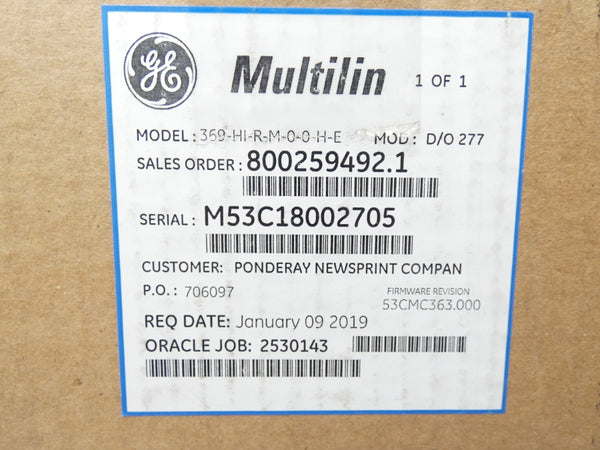 GE Multilin 1 OF 1
MODEL : 369-HI-R-M-0-0-H-E MOD : D/O 277
SALES ORDER : 800259492.1
SERIAL : M53C18002705
CUSTOMER: PONDERAY NEWSPRINT COMPAN
P.O. : 706097 FIRMWARE REVISION
53CMC363.000
REQ DATE: January 09 2019
ORACLE JOB: 2530143